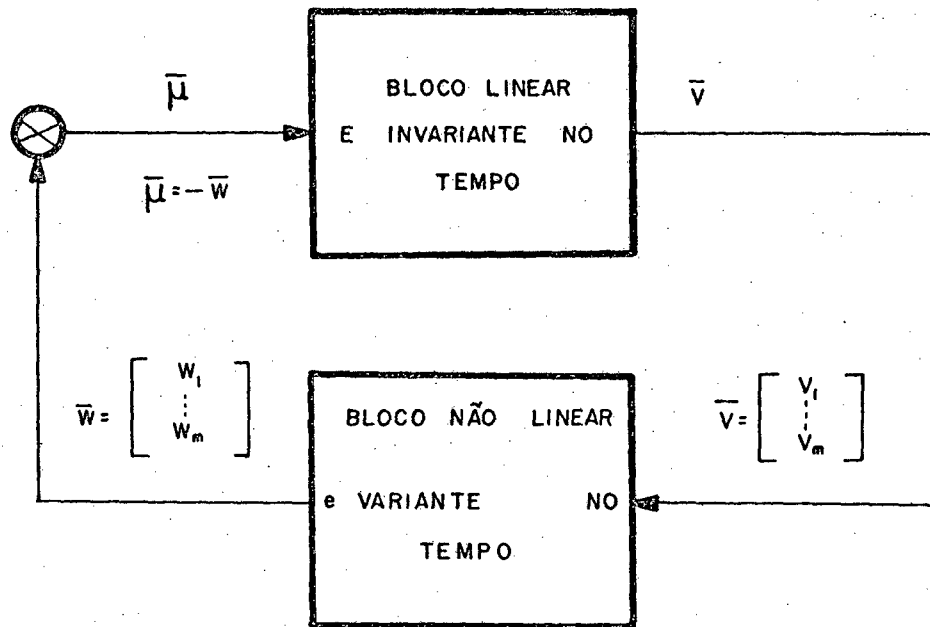 μ̄
BLOCO LINEAR
E INVARIANTE NO
TEMPO
V̄
μ̄ = – W̄
W̄ = [ W₁ ⋮ Wₘ ]
BLOCO NÃO LINEAR
e VARIANTE NO
TEMPO
V̄ = [ V₁ ⋮ Vₘ ]